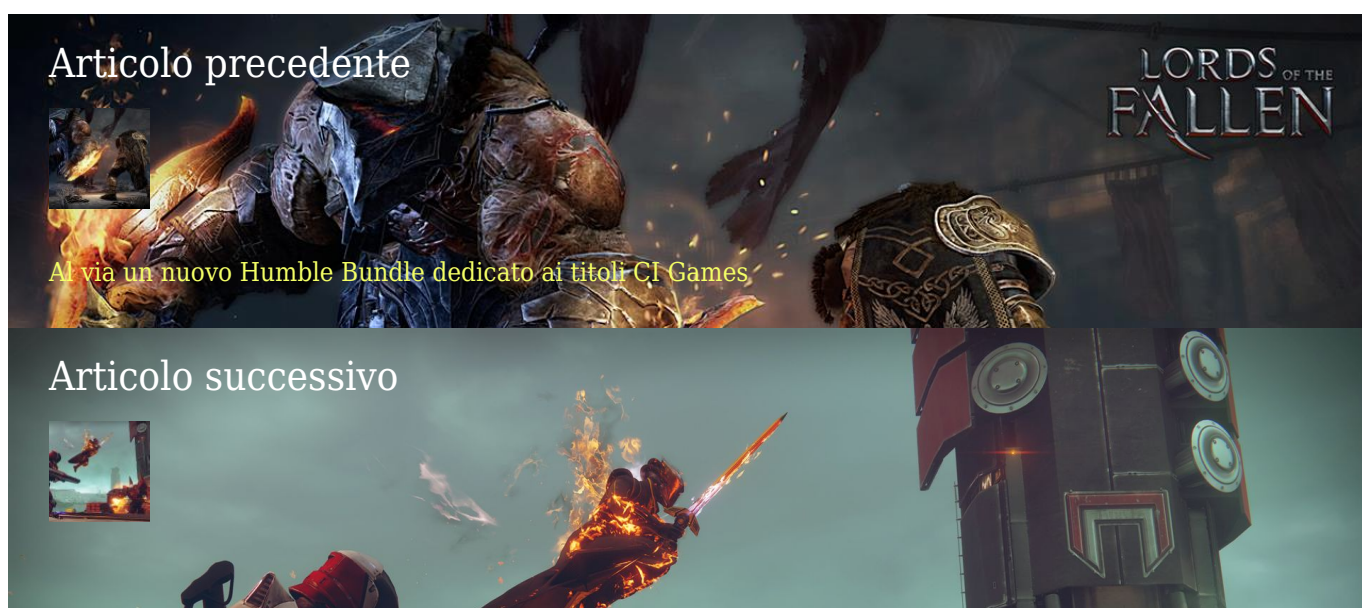 Articolo precedente
LORDS OF THE
FALLEN
Al via un nuovo Humble Bundle dedicato ai titoli CI Games
Articolo successivo